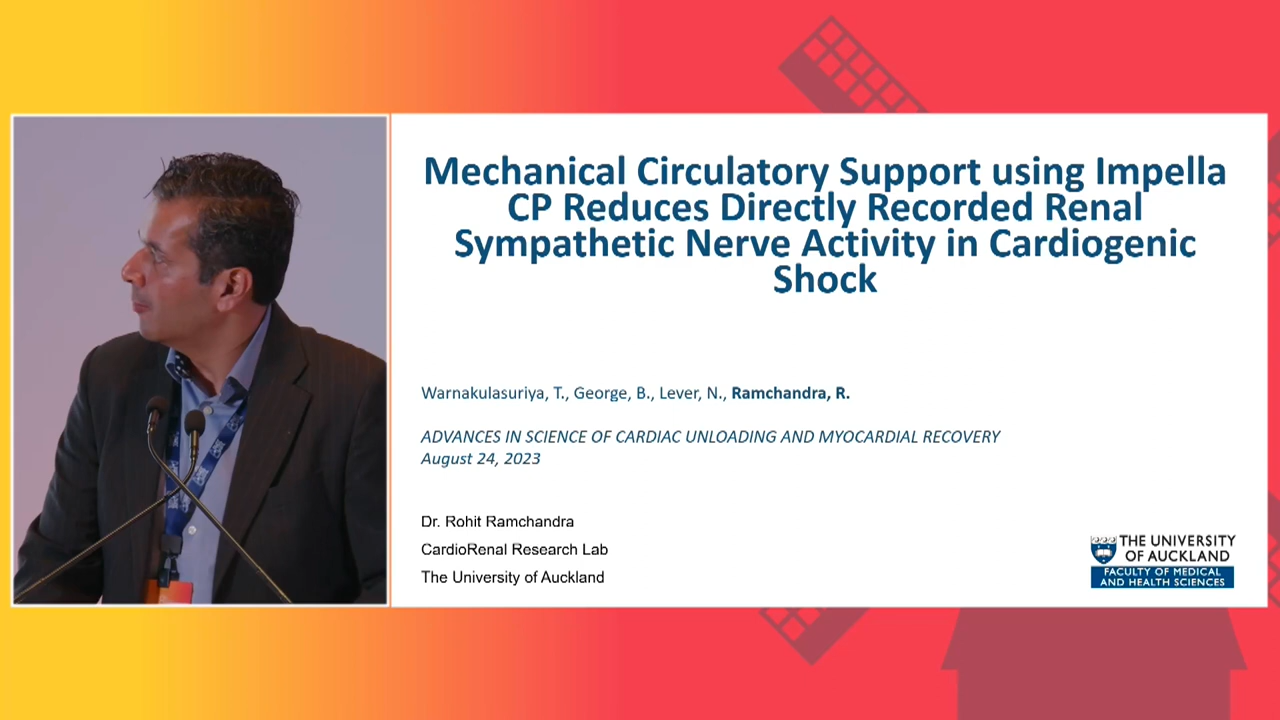 Mechanical Circulatory Support using Impella
CP Reduces Directly Recorded Renal
Sympathetic Nerve Activity in Cardiogenic
Shock
Warnakulasuriya, T., George, B., Lever, N., Ramchandra, R.
ADVANCES IN SCIENCE OF CARDIAC UNLOADING AND MYOCARDIAL RECOVERY
August 24, 2023
Dr. Rohit Ramchandra
CardioRenal Research Lab
The University of Auckland
THE UNIVERSITY
OF AUCKLAND
FACULTY OF MEDICAL
AND HEALTH SCIENCES